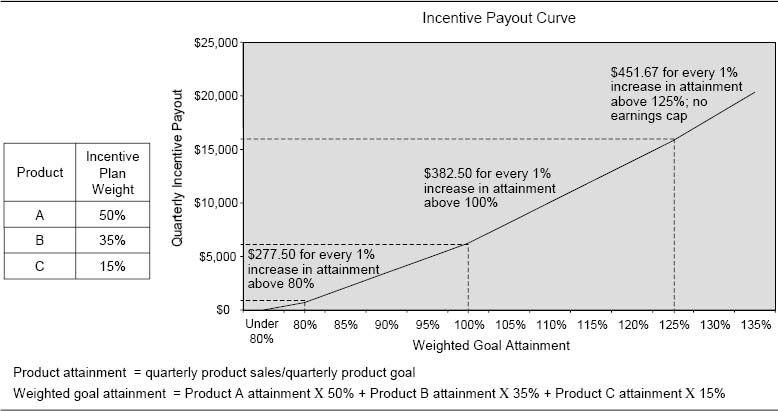 Incentive Payout Curve
Product
Incentive
Plan
Weight
A 50%
B 35%
C 15%
Quarterly Incentive Payout
$25,000
$20,000
$15,000
$10,000
$5,000
$0
$451.67 for every 1%
increase in attainment
above 125%; no
earnings cap
$382.50 for every 1%
increase in attainment
above 100%
$277.50 for every 1%
increase in attainment
above 80%
Under
80%
80% 85% 90% 95% 100% 105% 110% 115% 120% 125% 130% 135%
Weighted Goal Attainment
Product attainment = quarterly product sales/quarterly product goal
Weighted goal attainment = Product A attainment X 50% + Product B attainment X 35% + Product C attainment X 15%